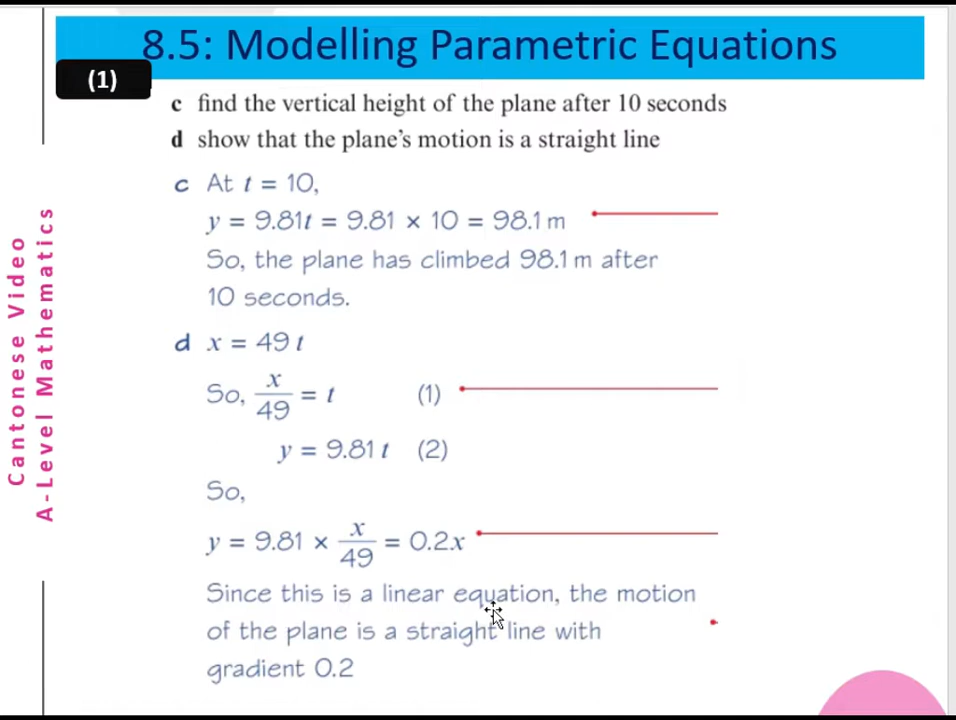 8.5: Modelling Parametric Equations
(1)
Cantonese Video
A-Level Mathematics
c find the vertical height of the plane after 10 seconds
d show that the plane's motion is a straight line
c At t = 10,
y = 9.81t = 9.81 × 10 = 98.1 m
So, the plane has climbed 98.1 m after
10 seconds.
d x = 49 t
So, x/49 = t (1)
y = 9.81 t (2)
So,
y = 9.81 × x/49 = 0.2x
Since this is a linear equation, the motion
of the plane is a straight line with
gradient 0.2